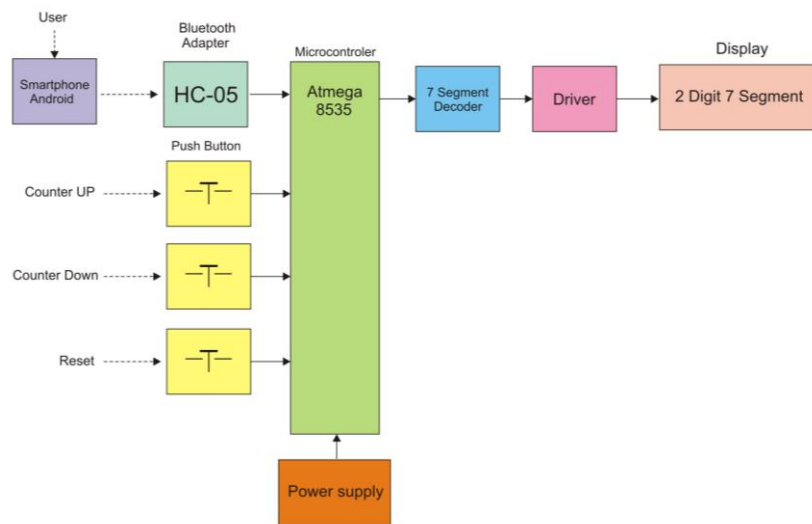 User
Bluetooth
Adapter
Microcontroler
Display
Smartphone
Android
HC-05
Atmega
8535
7 Segment
Decoder
Driver
2 Digit 7 Segment
Push Button
Counter UP
Counter Down
Reset
Power supply